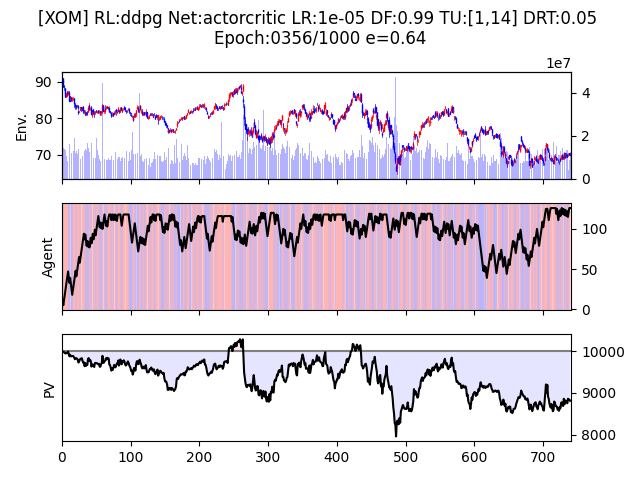 [XOM] RL:ddpg Net:actorcritic LR:1e-05 DF:0.99 TU:[1,14] DRT:0.05
Epoch:0356/1000 e=0.64
1e7
90
80
70
Env.
4
2
0
Agent
100
50
0
PV
10000
9000
8000
0 100 200 300 400 500 600 700